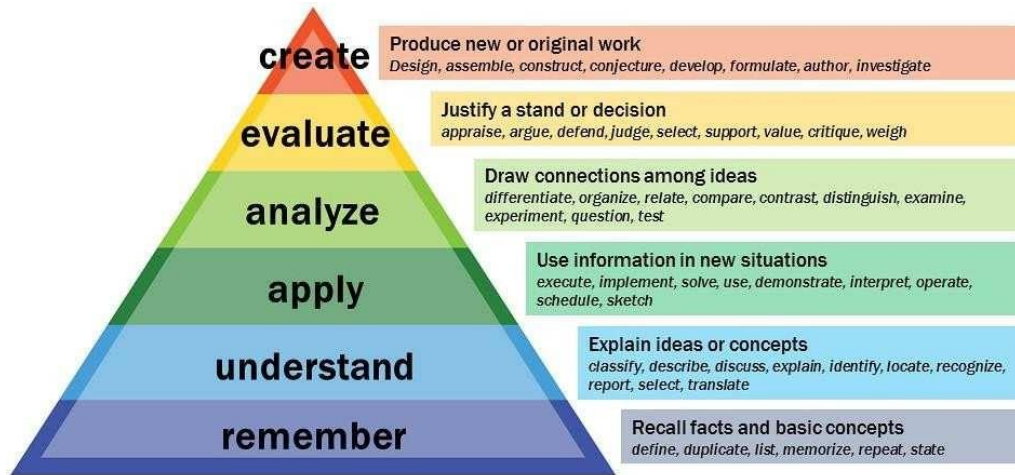 create
Produce new or original work
Design, assemble, construct, conjecture, develop, formulate, author, investigate
evaluate
Justify a stand or decision
appraise, argue, defend, judge, select, support, value, critique, weigh
analyze
Draw connections among ideas
differentiate, organize, relate, compare, contrast, distinguish, examine,
experiment, question, test
apply
Use information in new situations
execute, implement, solve, use, demonstrate, interpret, operate,
schedule, sketch
understand
Explain ideas or concepts
classify, describe, discuss, explain, identify, locate, recognize,
report, select, translate
remember
Recall facts and basic concepts
define, duplicate, list, memorize, repeat, state